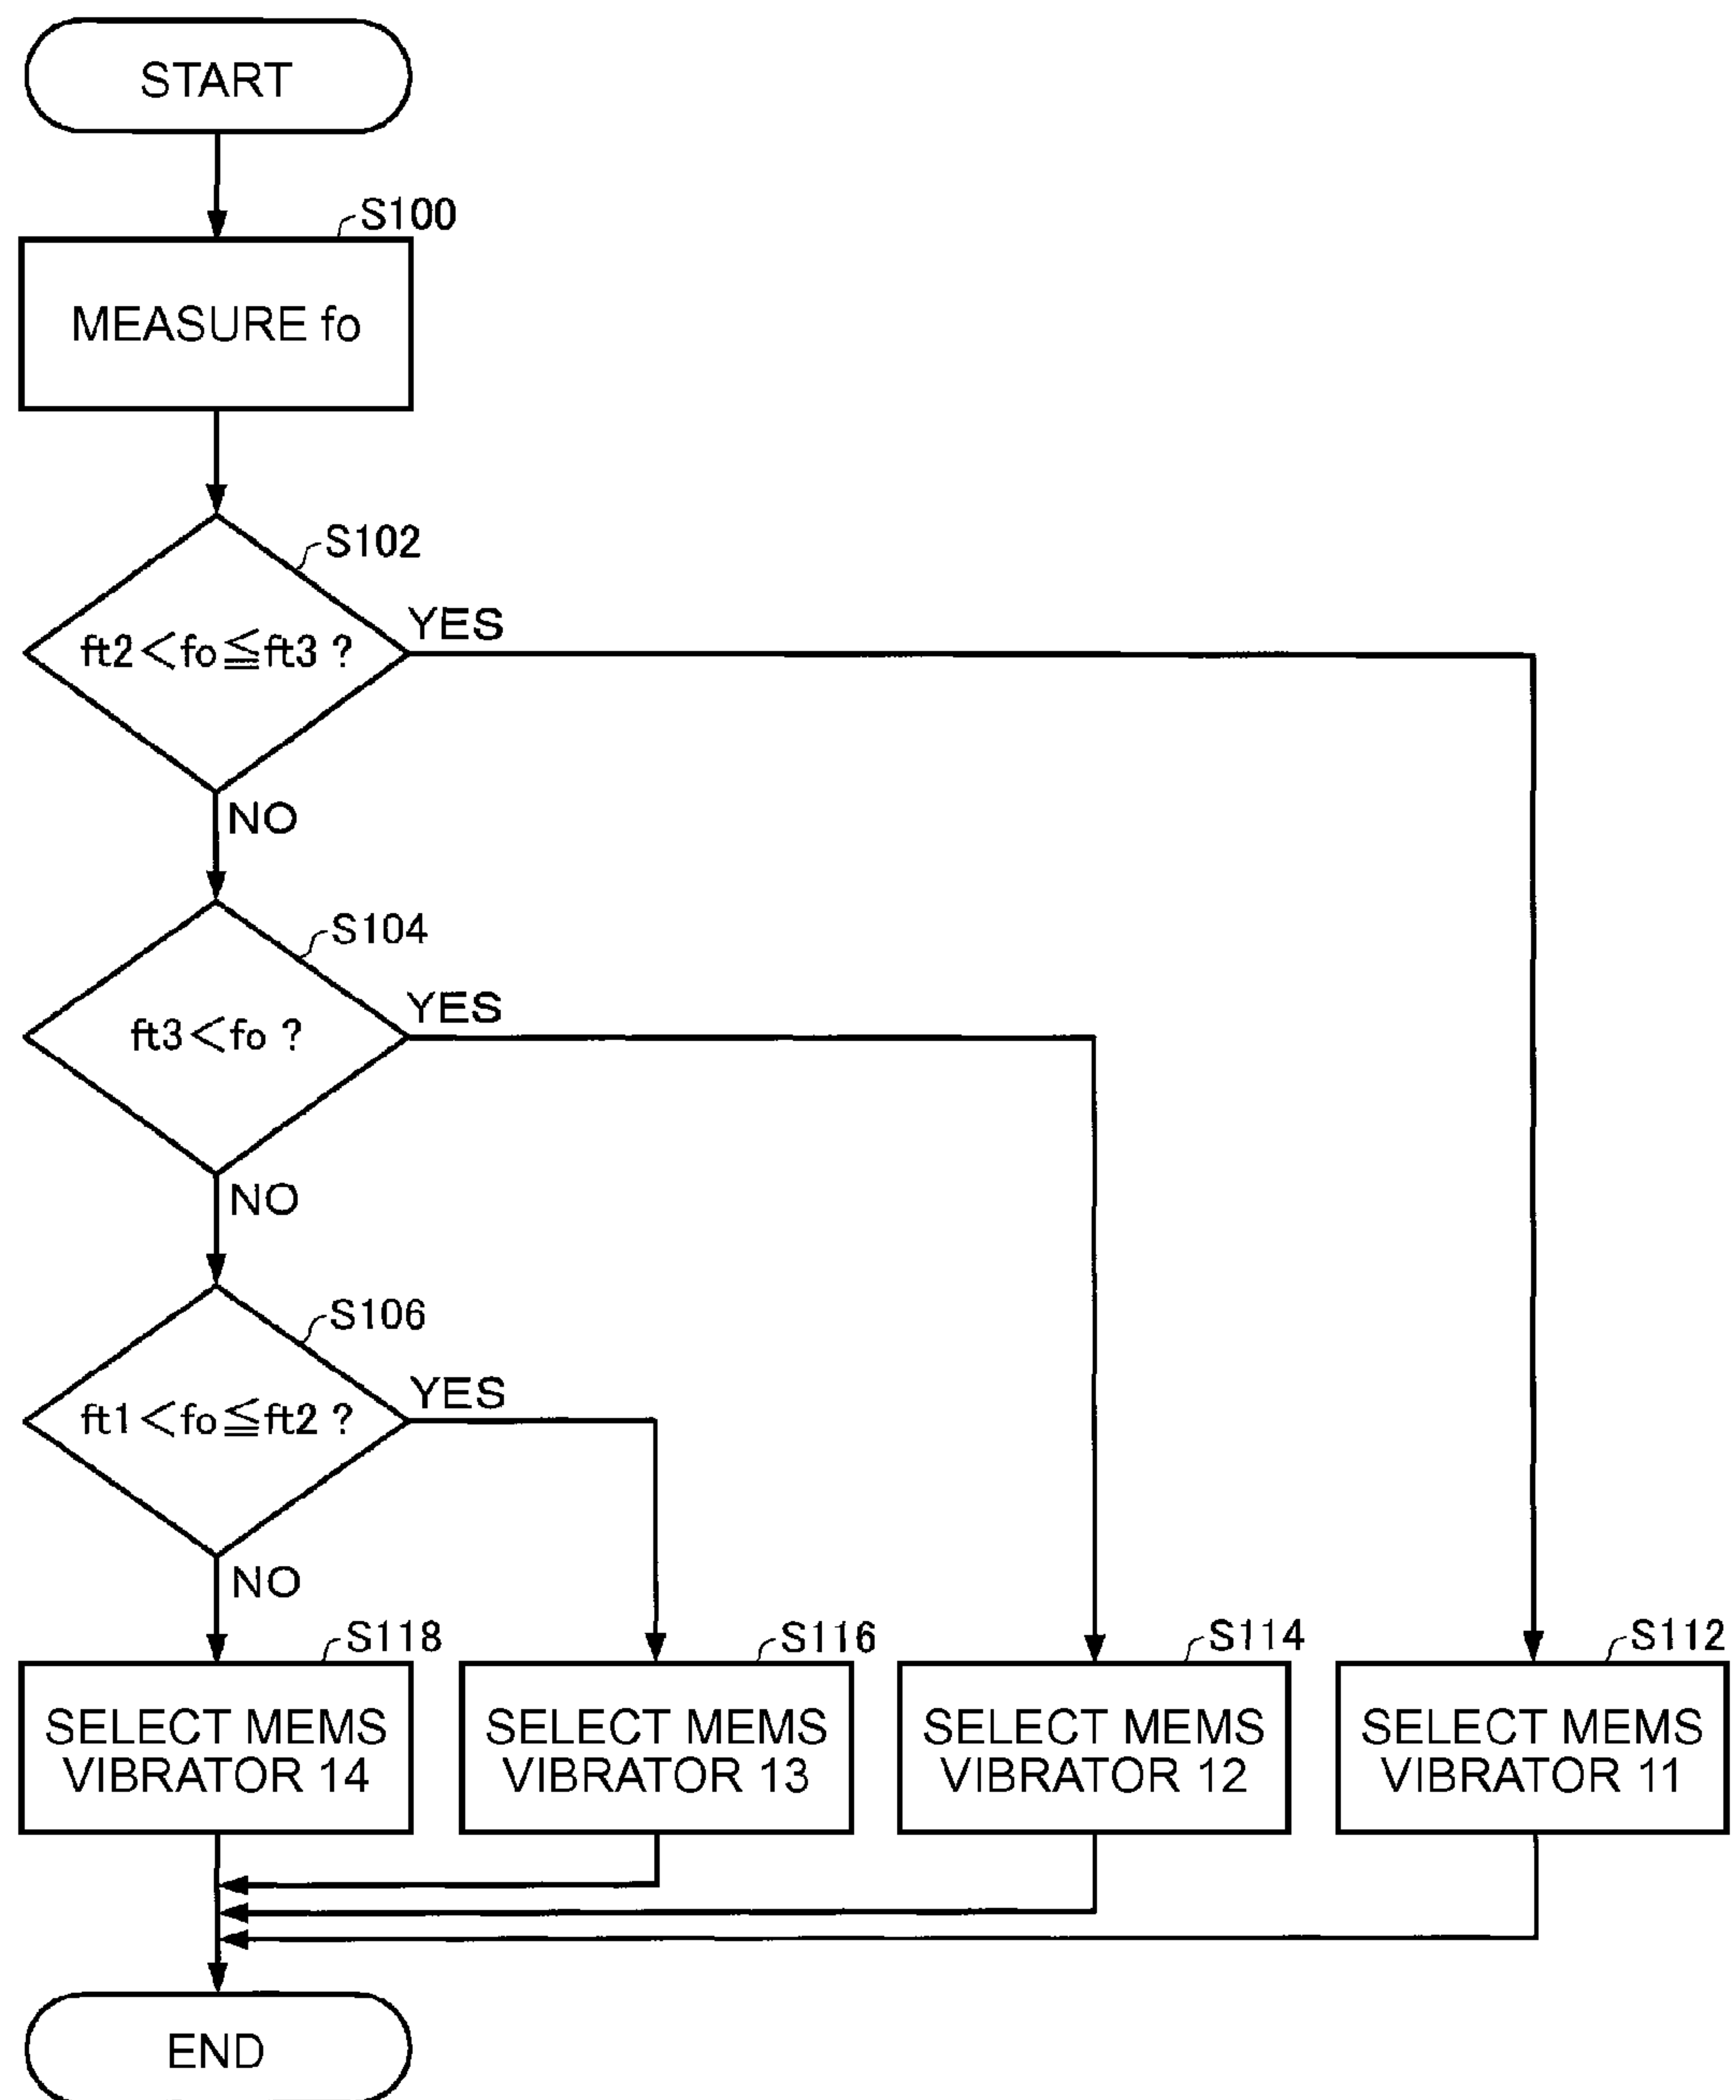 START
S100
MEASURE fo
S102
ft2<fo≦ft3 ?
YES
NO
S104
ft3<fo ?
YES
NO
S106
ft1<fo≦ft2 ?
YES
NO
S118
S116
S114
S112
SELECT MEMS
VIBRATOR 14
SELECT MEMS
VIBRATOR 13
SELECT MEMS
VIBRATOR 12
SELECT MEMS
VIBRATOR 11
END